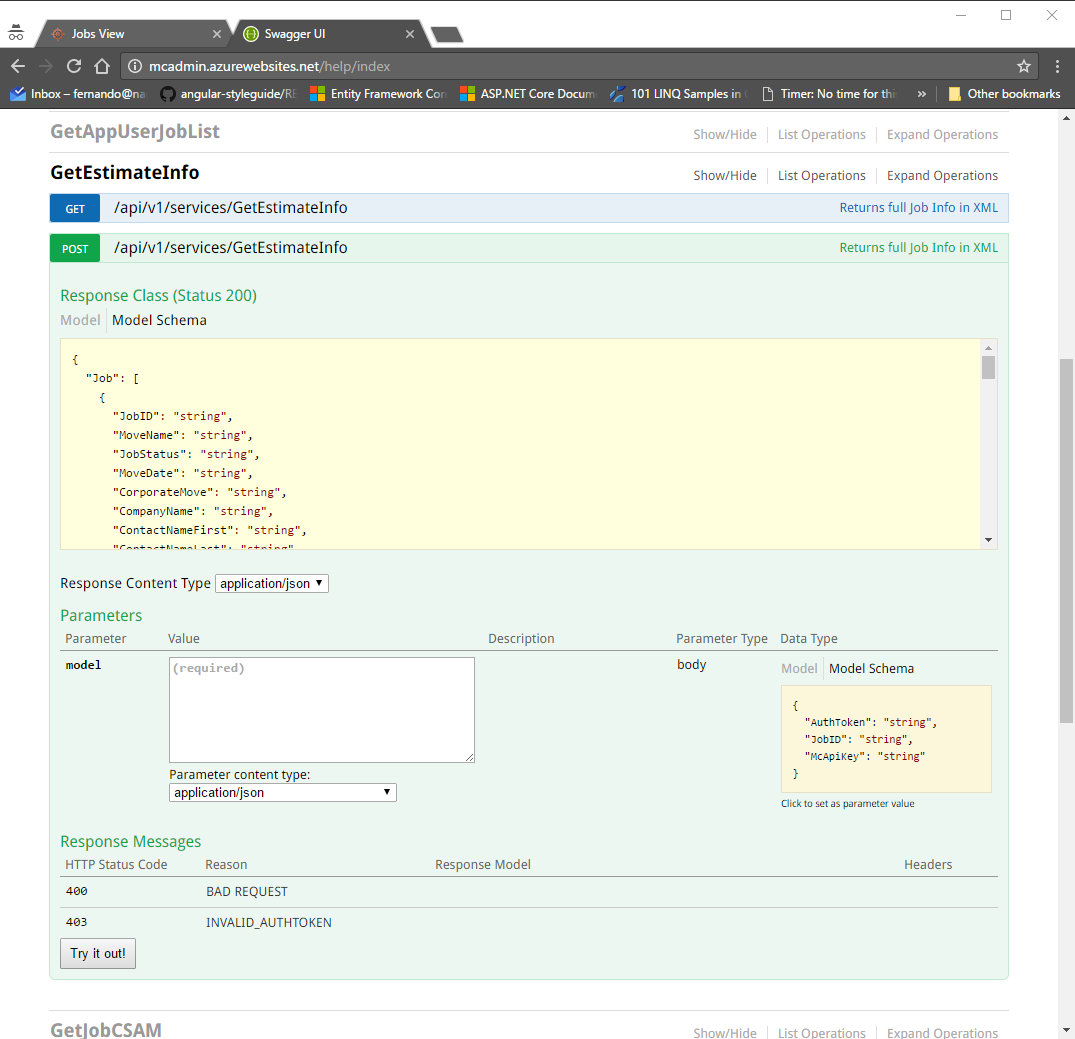 Jobs View
Swagger UI
mcadmin.azurewebsites.net/help/index
Inbox – fernando@na
angular-styleguide/RE
Entity Framework Con
ASP.NET Core Docum
101 LINQ Samples in
Timer: No time for thi
»
Other bookmarks
GetAppUserJobList
Show/Hide
List Operations
Expand Operations
GetEstimateInfo
Show/Hide
List Operations
Expand Operations
GET
/api/v1/services/GetEstimateInfo
Returns full Job Info in XML
POST
/api/v1/services/GetEstimateInfo
Returns full Job Info in XML
Response Class (Status 200)
Model
Model Schema
{
"Job": [
{
"JobID": "string",
"MoveName": "string",
"JobStatus": "string",
"MoveDate": "string",
"CorporateMove": "string",
"CompanyName": "string",
"ContactNameFirst": "string",
"ContactNameLast": "string"
Response Content Type
application/json
Parameters
Parameter
Value
Description
Parameter Type
Data Type
model
(required)
body
Model
Model Schema
{
"AuthToken": "string",
"JobID": "string",
"McApiKey": "string"
}
Click to set as parameter value
Parameter content type:
application/json
Response Messages
HTTP Status Code
Reason
Response Model
Headers
400
BAD REQUEST
403
INVALID_AUTHTOKEN
Try it out!
GetJobCSAM
Show/Hide
List Operations
Expand Operations